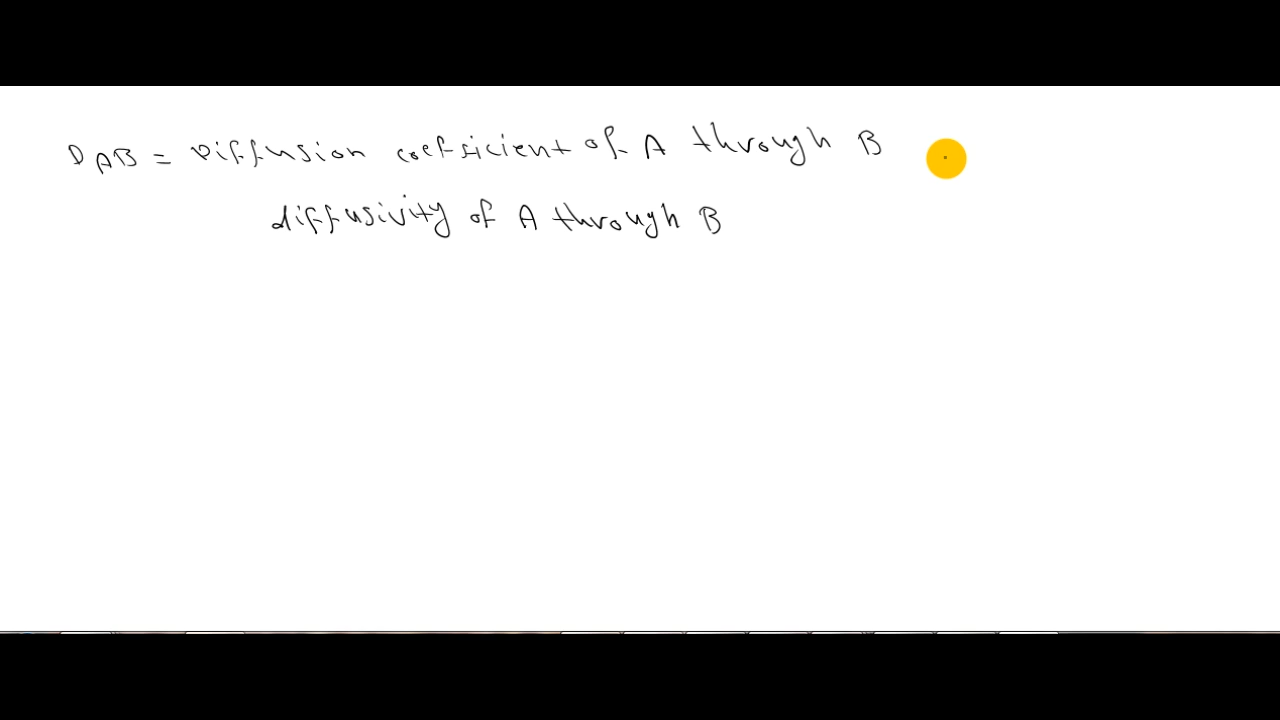 DAB = Diffusion coefficient of A through B
diffusivity of A through B